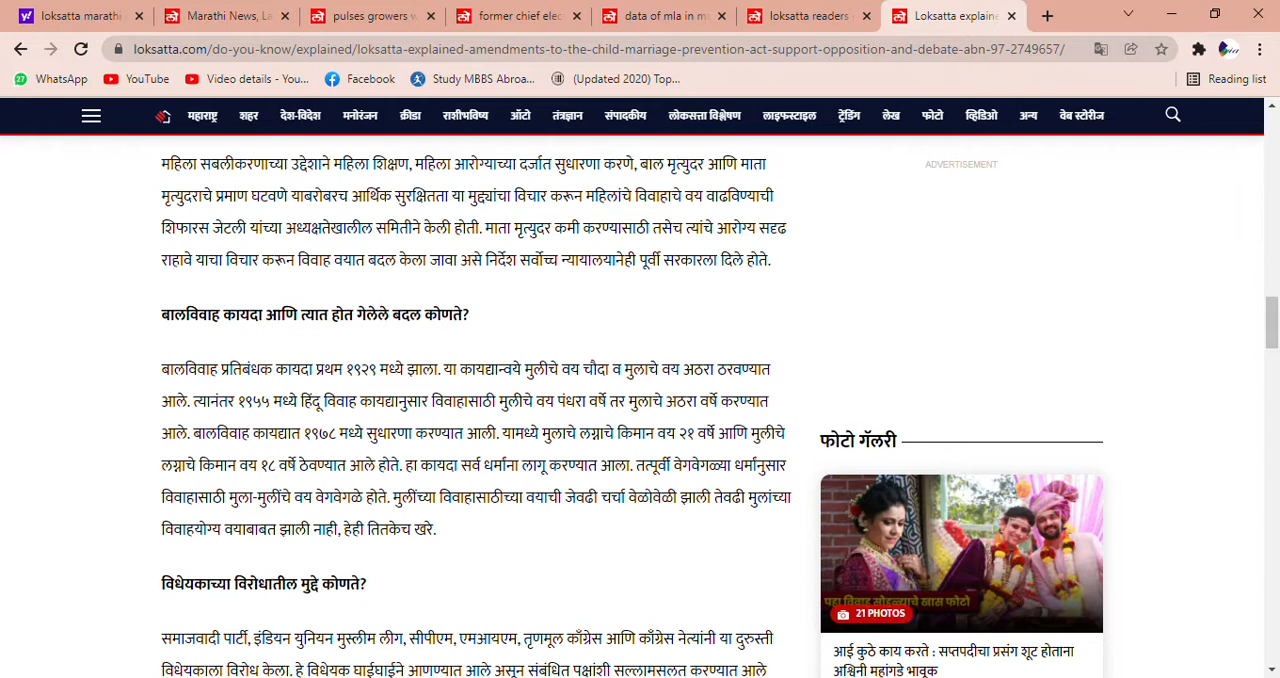 loksatta marathi
Marathi News, La
pulses growers w
former chief elec
data of mla in m
loksatta readers
Loksatta explaine
loksatta.com/do-you-know/explained/loksatta-explained-amendments-to-the-child-marriage-prevention-act-support-opposition-and-debate-abn-97-2749657/
WhatsApp YouTube Video details - You... Facebook Study MBBS Abroa... (Updated 2020) Top... Reading list
महाराष्ट्र शहर देश-विदेश मनोरंजन क्रीडा राशीभविष्य ऑटो तंत्रज्ञान संपादकीय लोकसत्ता विश्लेषण लाइफस्टाइल ट्रेंडिंग लेख फोटो व्हिडिओ अन्य वेब स्टोरीज
महिला सबलीकरणाच्या उद्देशाने महिला शिक्षण, महिला आरोग्याच्या दर्जात सुधारणा करणे, बाल मृत्युदर आणि माता
मृत्युदराचे प्रमाण घटवणे याबरोबरच आर्थिक सुरक्षितता या मुद्द्यांचा विचार करून महिलांचे विवाहाचे वय वाढविण्याची
शिफारस जेटली यांच्या अध्यक्षतेखालील समितीने केली होती. माता मृत्युदर कमी करण्यासाठी तसेच त्यांचे आरोग्य सदृढ
राहावे याचा विचार करून विवाह वयात बदल केला जावा असे निर्देश सर्वोच्च न्यायालयानेही पूर्वी सरकारला दिले होते.
बालविवाह कायदा आणि त्यात होत गेलेले बदल कोणते?
बालविवाह प्रतिबंधक कायदा प्रथम १९२९ मध्ये झाला. या कायद्यान्वये मुलीचे वय चौदा व मुलाचे वय अठरा ठरवण्यात
आले. त्यानंतर १९५५ मध्ये हिंदू विवाह कायद्यानुसार विवाहासाठी मुलीचे वय पंधरा वर्षे तर मुलाचे अठरा वर्षे करण्यात
आले. बालविवाह कायद्यात १९७८ मध्ये सुधारणा करण्यात आली. यामध्ये मुलाचे लग्नाचे किमान वय २१ वर्षे आणि मुलीचे
लग्नाचे किमान वय १८ वर्षे ठेवण्यात आले होते. हा कायदा सर्व धर्मांना लागू करण्यात आला. तत्पूर्वी वेगवेगळ्या धर्मांनुसार
विवाहासाठी मुला-मुलींचे वय वेगवेगळे होते. मुलींच्या विवाहासाठीच्या वयाची जेवढी चर्चा वेळोवेळी झाली तेवढी मुलांच्या
विवाहयोग्य वयाबाबत झाली नाही, हेही तितकेच खरे.
विधेयकाच्या विरोधातील मुद्दे कोणते?
समाजवादी पार्टी, इंडियन युनियन मुस्लीम लीग, सीपीएम, एमआयएम, तृणमूल काँग्रेस आणि काँग्रेस नेत्यांनी या दुरुस्ती
विधेयकाला विरोध केला. हे विधेयक घाईघाईने आणण्यात आले असून संबंधित पक्षांशी सल्लामसलत करण्यात आले
ADVERTISEMENT
फोटो गॅलरी
पहा विवाह सोहळ्याचे खास फोटो
21 PHOTOS
आई कुठे काय करते : सप्तपदीचा प्रसंग शूट होताना
अश्विनी महांगडे भावूक